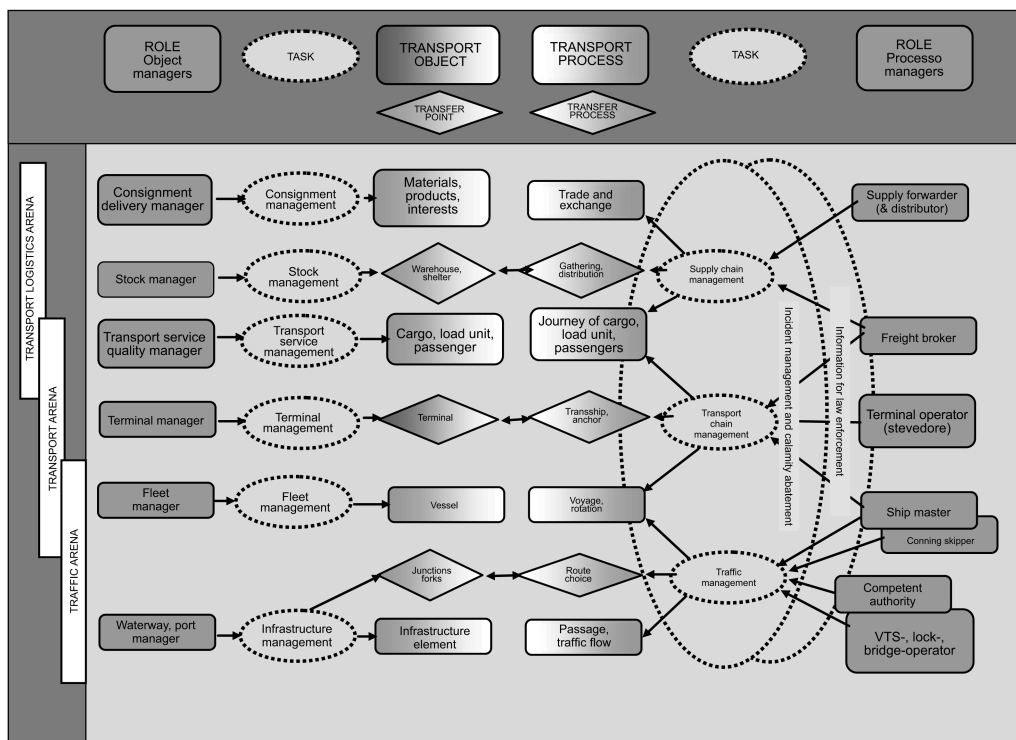 ROLE
Object
managers
TASK
TRANSPORT
OBJECT
TRANSPORT
PROCESS
TASK
ROLE
Processo
managers
TRANSFER
POINT
TRANSFER
PROCESS
TRANSPORT LOGISTICS ARENA
TRANSPORT ARENA
TRAFFIC ARENA
Consignment
delivery manager
Consignment
management
Materials,
products,
interests
Trade and
exchange
Supply forwarder
(& distributor)
Stock manager
Stock
management
Warehouse,
shelter
Gathering,
distribution
Supply chain
management
Transport service
quality manager
Transport
service
management
Cargo, load unit,
passenger
Journey of cargo,
load unit,
passengers
Incident management and calamity abatement
Information for law enforcement
Freight broker
Terminal manager
Terminal
management
Terminal
Transship,
anchor
Transport
chain
management
Terminal operator
(stevedore)
Fleet
manager
Fleet
management
Vessel
Voyage,
rotation
Ship master
Conning skipper
Junctions
forks
Route
choice
Traffic
management
Competent
authority
Waterway, port
manager
Infrastructure
management
Infrastructure
element
Passage,
traffic flow
VTS-, lock-,
bridge-operator